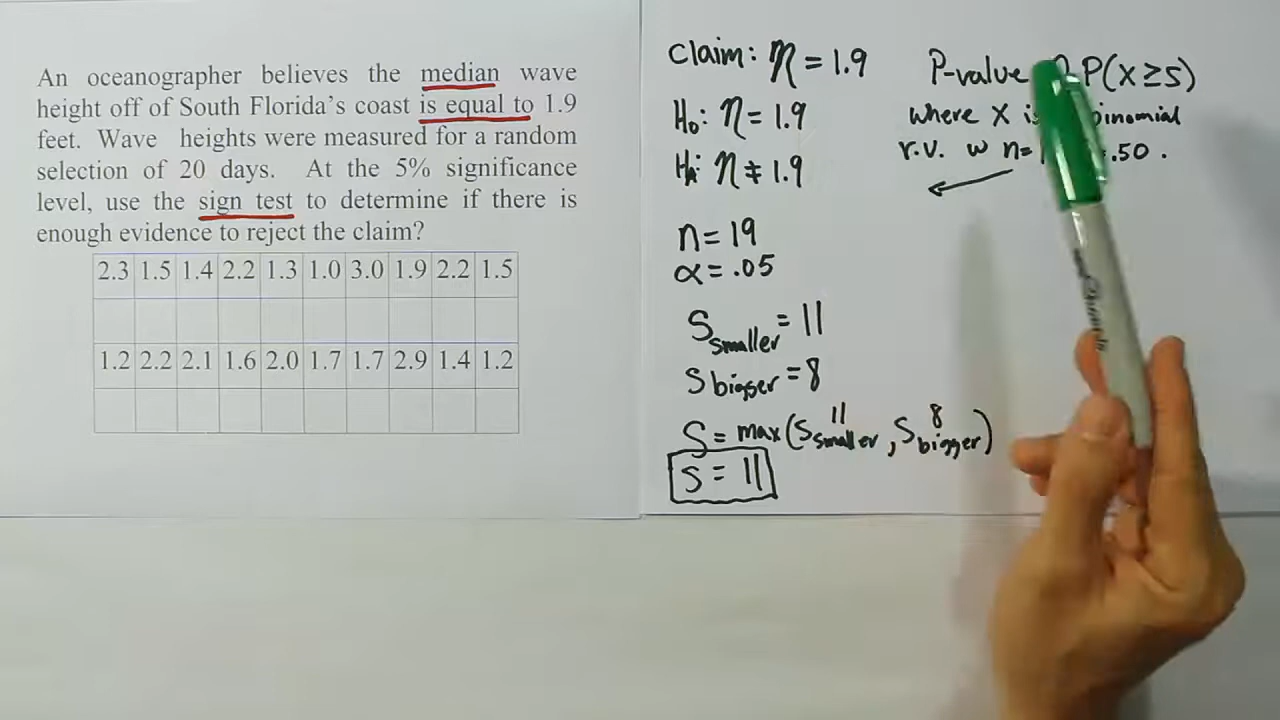 An oceanographer believes the median wave
height off of South Florida's coast is equal to 1.9
feet. Wave heights were measured for a random
selection of 20 days. At the 5% significance
level, use the sign test to determine if there is
enough evidence to reject the claim?
2.3 1.5 1.4 2.2 1.3 1.0 3.0 1.9 2.2 1.5
1.2 2.2 2.1 1.6 2.0 1.7 1.7 2.9 1.4 1.2
Claim: η = 1.9
H₀: η = 1.9
Hₐ: η ≠ 1.9
n = 19
α = .05
S smaller = 11
S bigger = 8
11 8
S = max(S smaller, S bigger)
S = 11
P-value P(X ≥ S)
where X is binomial
r.v. w n= .50.